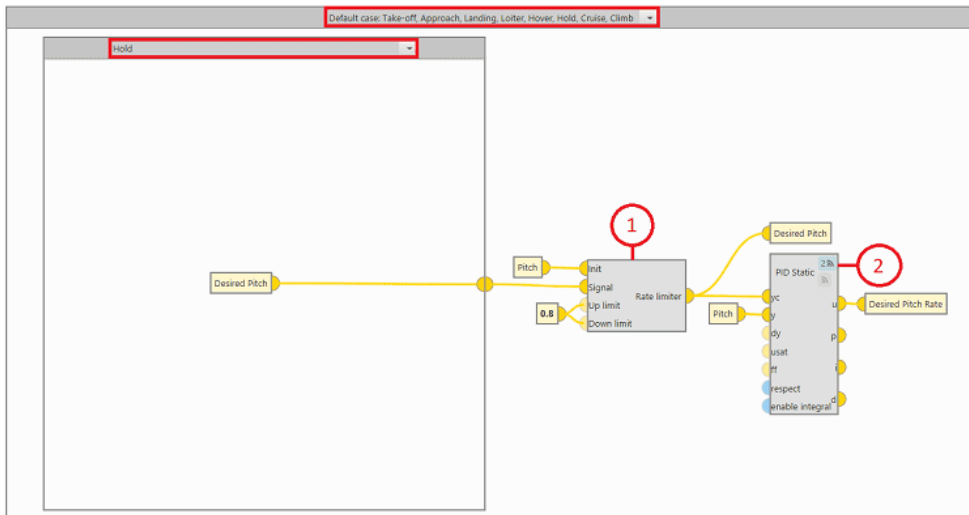 Default case: Take-off, Approach, Landing, Loiter, Hover, Hold, Cruise, Climb
Hold
1
Desired Pitch
2
PID Static
Pitch
Init
Desired Pitch
Signal
Rate limiter
yc
u
Desired Pitch Rate
0.8
Up limit
Pitch
y
Down limit
dy
p
usat
ff
i
respect
d
enable integral